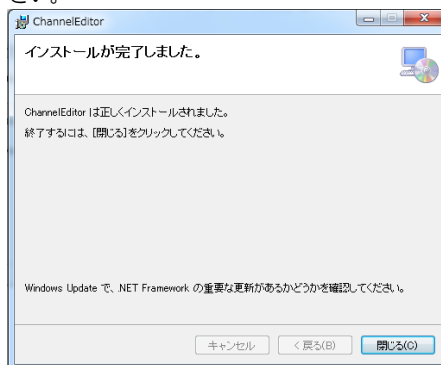 さい。
ChannelEditor
インストールが完了しました。
ChannelEditor は正しくインストールされました。
終了するには、[閉じる]をクリックしてください。
Windows Update で、.NET Framework の重要な更新があるかどうかを確認してください。
キャンセル
< 戻る(B)
閉じる(C)